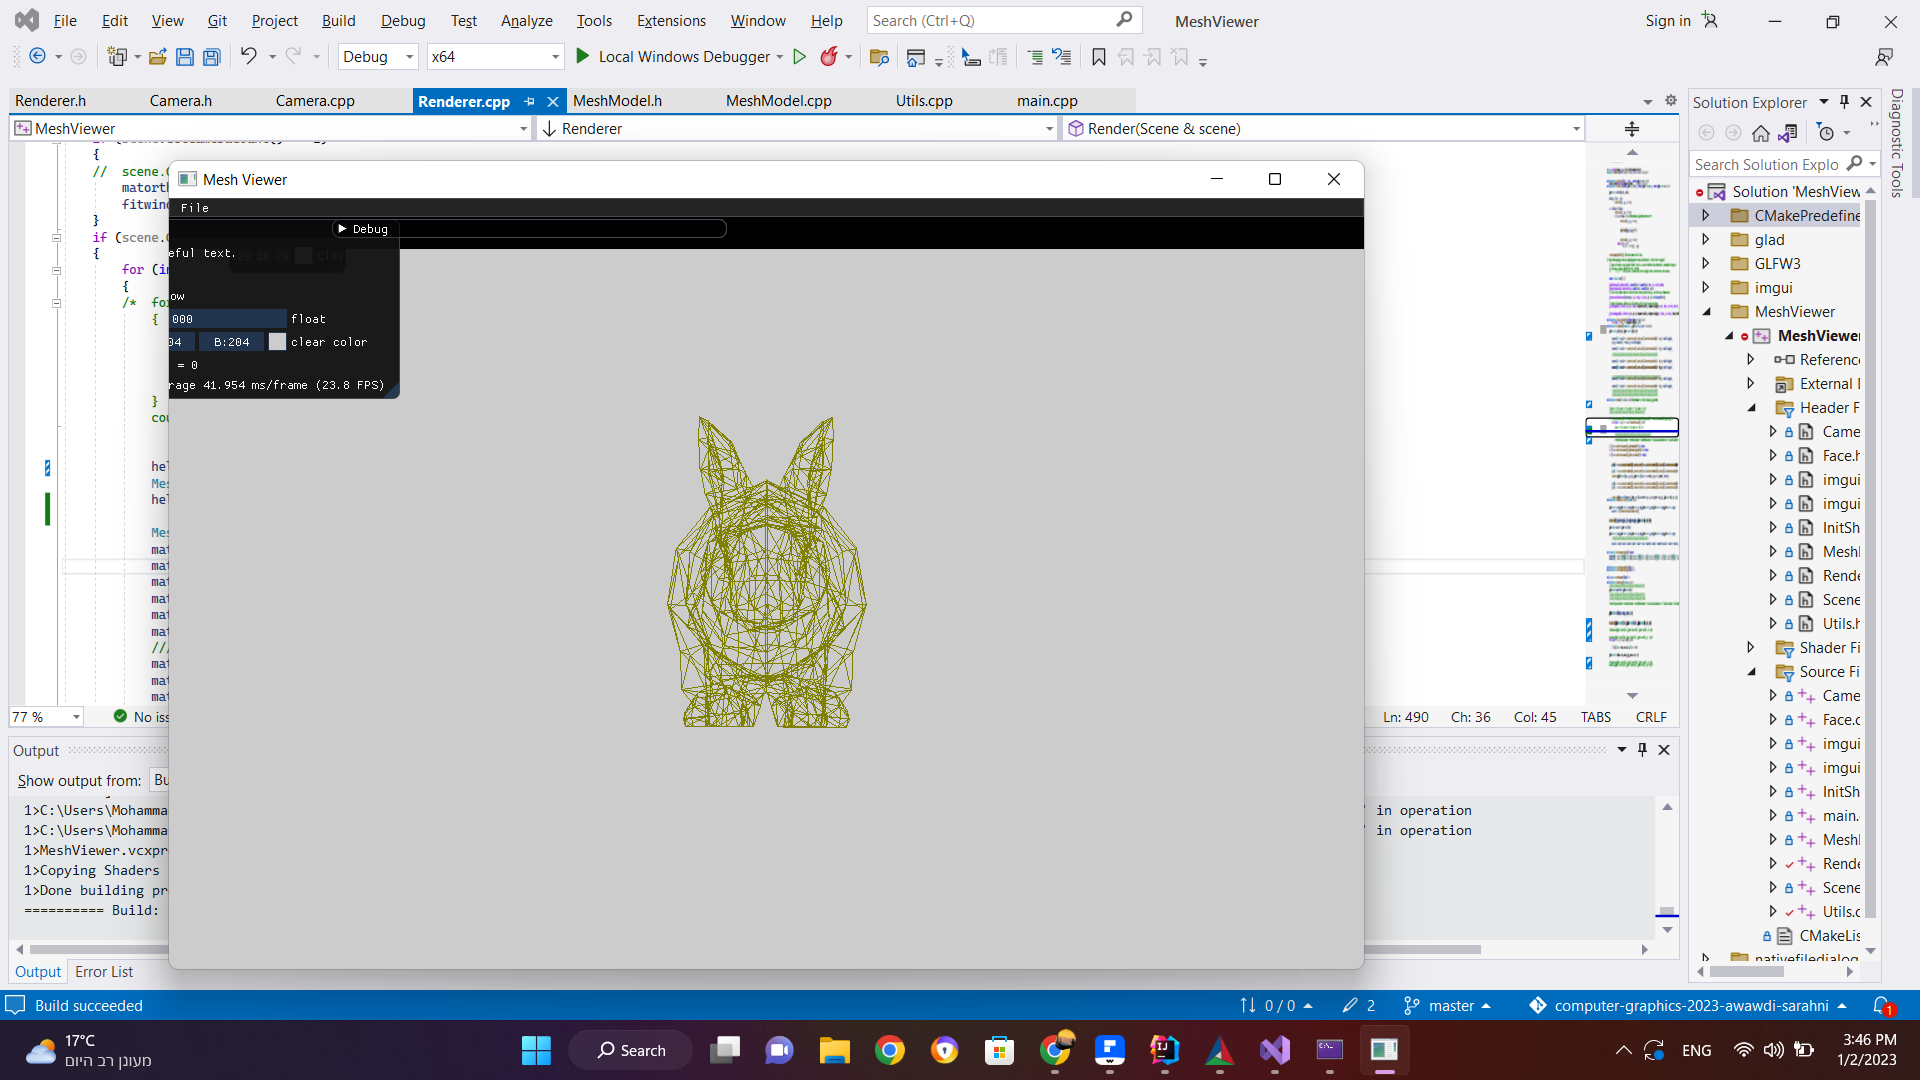 File Edit View Git Project Build Debug Test Analyze Tools Extensions Window Help Search (Ctrl+Q) MeshViewer Sign in
Debug x64 Local Windows Debugger
Renderer.h Camera.h Camera.cpp Renderer.cpp MeshModel.h MeshModel.cpp Utils.cpp main.cpp
MeshViewer Renderer Render(Scene & scene)
{
// scene.
mator
fitwin
}
if (scene.
{
for (i
{
/* fo
{
}
cou
hel
Mes
hel
Mes
mat
mat
mat
mat
mat
mat
///
mat
mat
mat
Mesh Viewer
File
Debug
eful text.
ow
000 float
04 B:204 clear color
= 0
rage 41.954 ms/frame (23.8 FPS)
77 % No iss
Ln: 490 Ch: 36 Col: 45 TABS CRLF
Output
Show output from: Bu
1>C:\Users\Mohamma
1>C:\Users\Mohamma
1>MeshViewer.vcxpr
1>Copying Shaders
1>Done building pr
========== Build:
' in operation
' in operation
Output Error List
Solution Explorer
Search Solution Explo
Solution 'MeshView
CMakePredefine
glad
GLFW3
imgui
MeshViewer
MeshViewer
Referenc
External D
Header F
Came
Face.h
imgui
imgui
InitSh
Meshl
Rende
Scene
Utils.h
Shader Fi
Source Fi
Came
Face.c
imgui
imgui
InitSh
main.
Meshl
Rende
Scene
Utils.c
CMakeLis
nativefiledialog
Diagnostic Tools
Build succeeded 0 / 0 2 master computer-graphics-2023-awawdi-sarahni 1
17°C
מעונן רב היום
Search
ENG
3:46 PM
1/2/2023